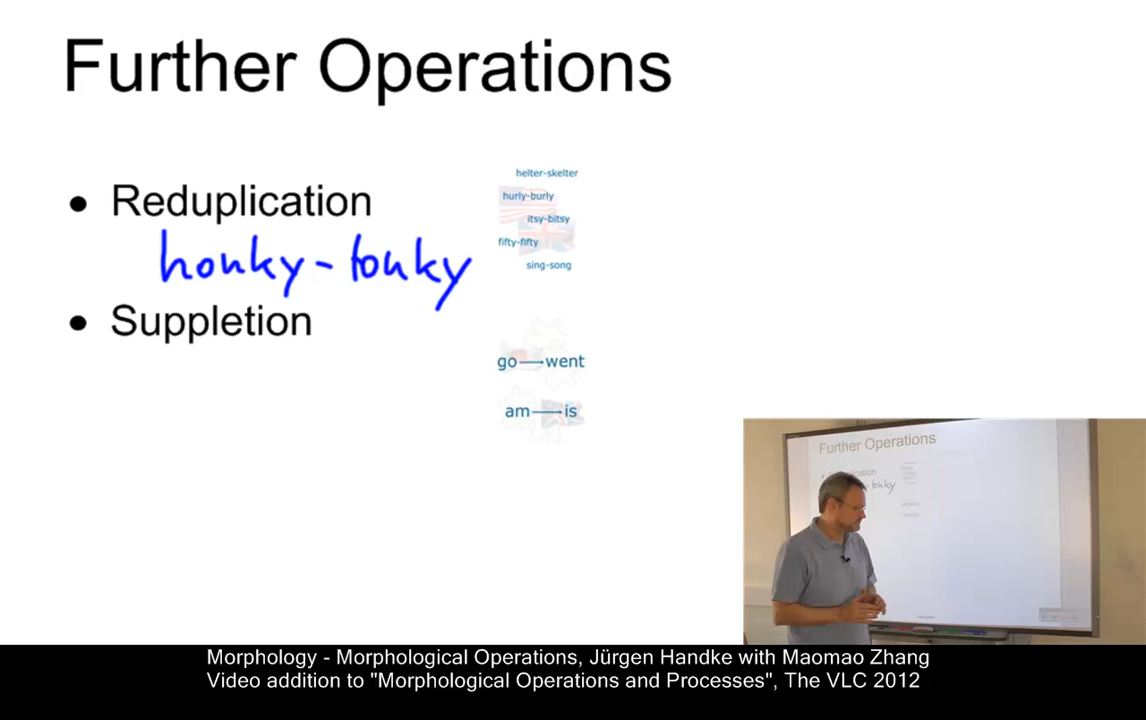 Further Operations
• Reduplication
honky-tonky
helter-skelter
hurly-burly
itsy-bitsy
fifty-fifty
sing-song
• Suppletion
go—went
am—is
Further Operations
tonky
Morphology - Morphological Operations, Jürgen Handke with Maomao Zhang
Video addition to "Morphological Operations and Processes", The VLC 2012